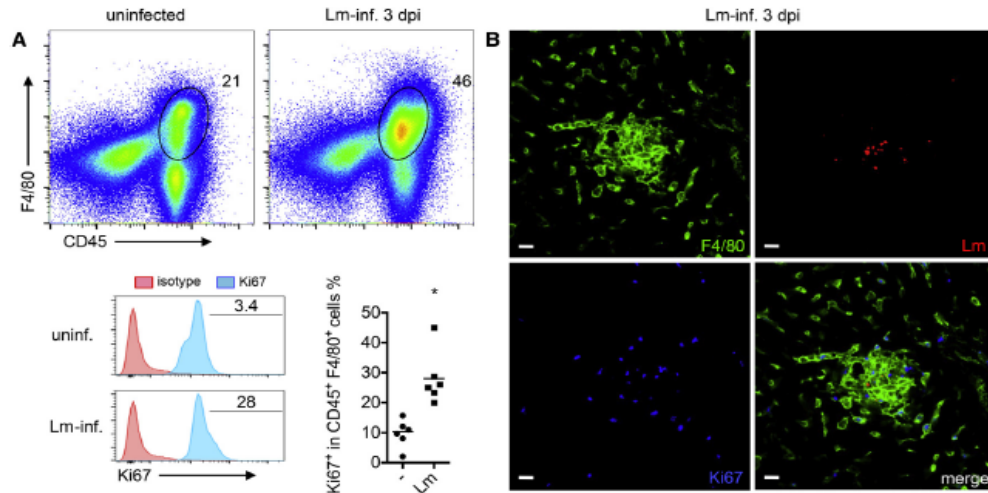 uninfected
Lm-inf. 3 dpi
Lm-inf. 3 dpi
A
B
21
46
F4/80
CD45
F4/80
Lm
isotype
Ki67
uninf.
3.4
Lm-inf.
28
Ki67
Ki67+ in CD45+ F4/80+ cells %
50
40
30
20
10
0
*
-
Lm
Ki67
merge